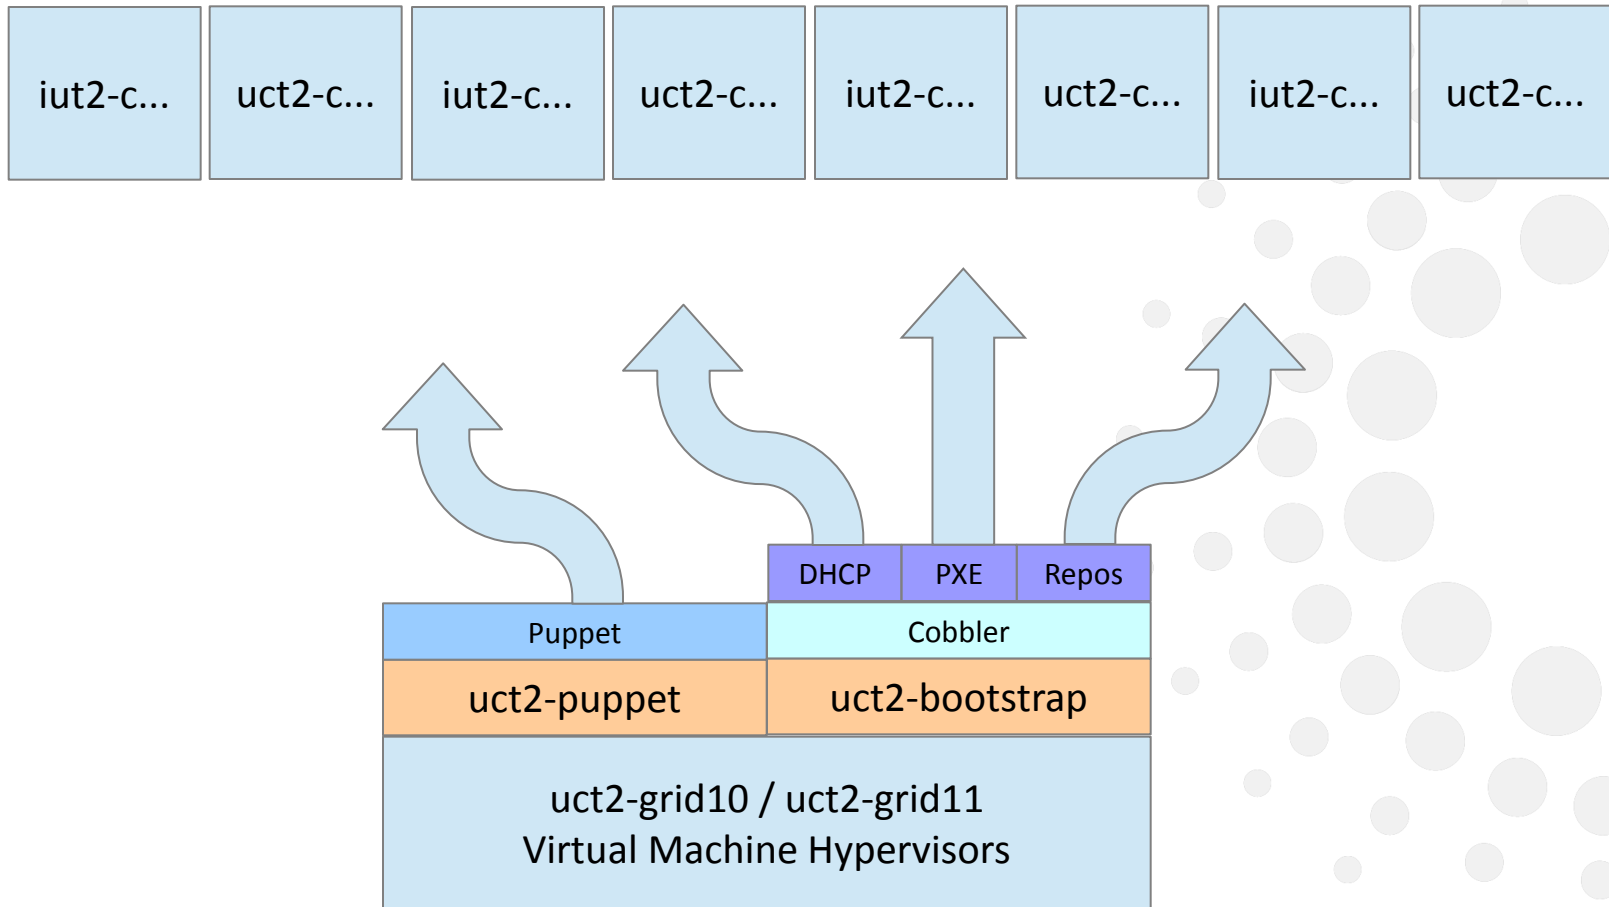 iut2-c... uct2-c... iut2-c... uct2-c... iut2-c... uct2-c... iut2-c... uct2-c...
DHCP PXE Repos
Puppet Cobbler
uct2-puppet uct2-bootstrap
uct2-grid10 / uct2-grid11
Virtual Machine Hypervisors